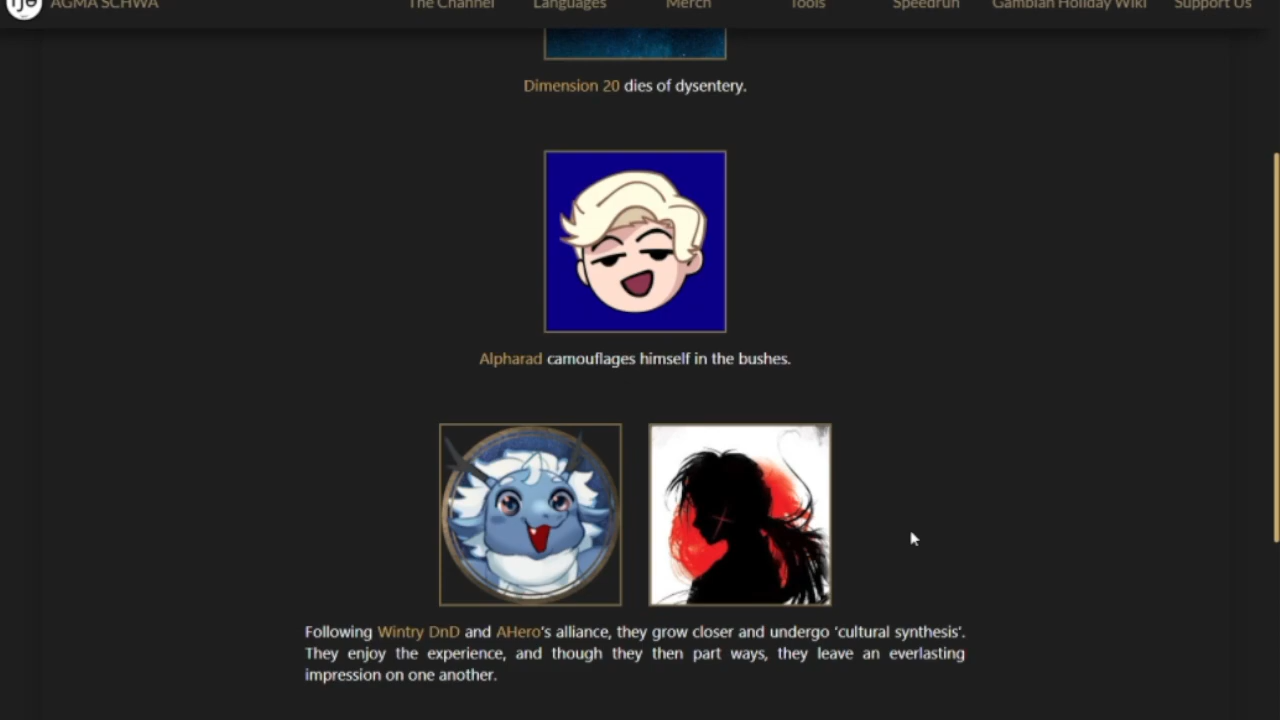 AGMA SCHWA
The Channel
Languages
Merch
Tools
Speedrun
Gambian Holiday Wiki
Support Us
Dimension 20 dies of dysentery.
Alpharad camouflages himself in the bushes.
Following Wintry DnD and AHero's alliance, they grow closer and undergo 'cultural synthesis'.
They enjoy the experience, and though they then part ways, they leave an everlasting
impression on one another.